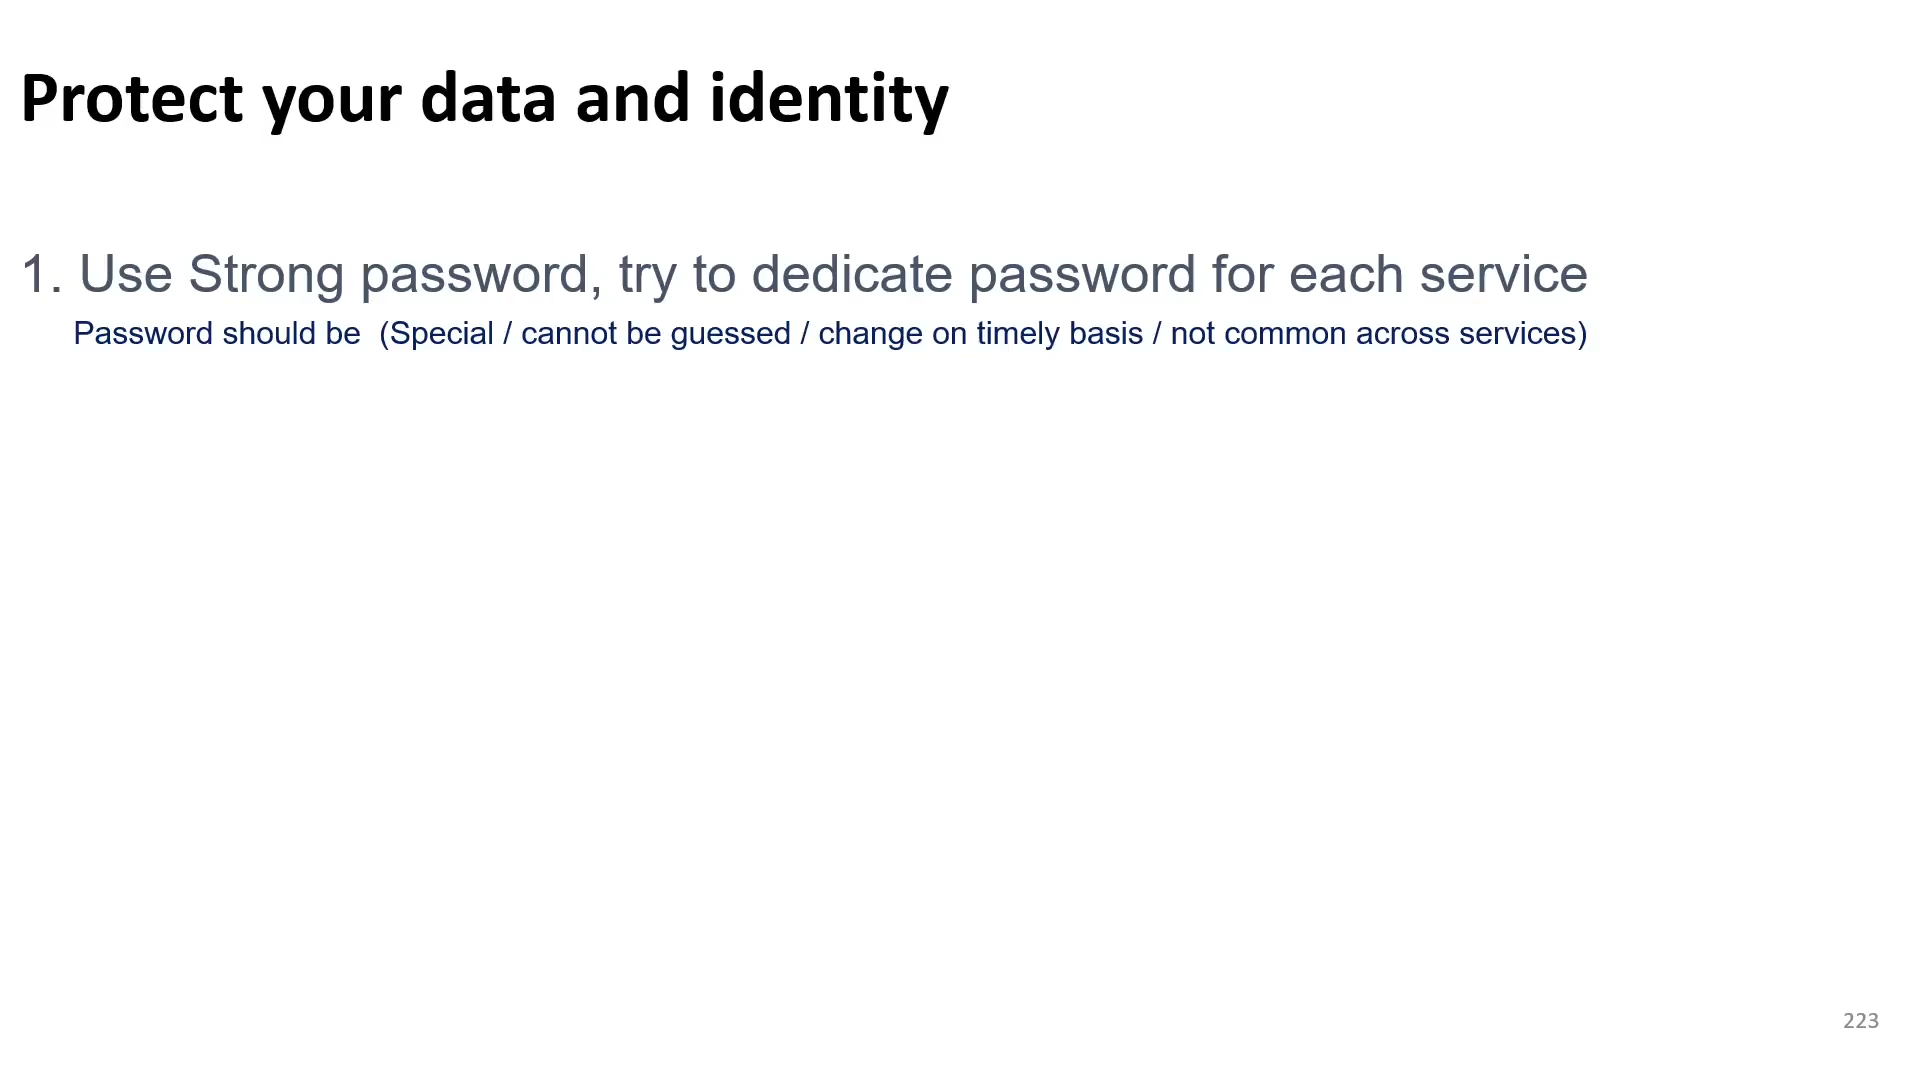 Protect your data and identity
1. Use Strong password, try to dedicate password for each service
Password should be  (Special / cannot be guessed / change on timely basis / not common across services)
223